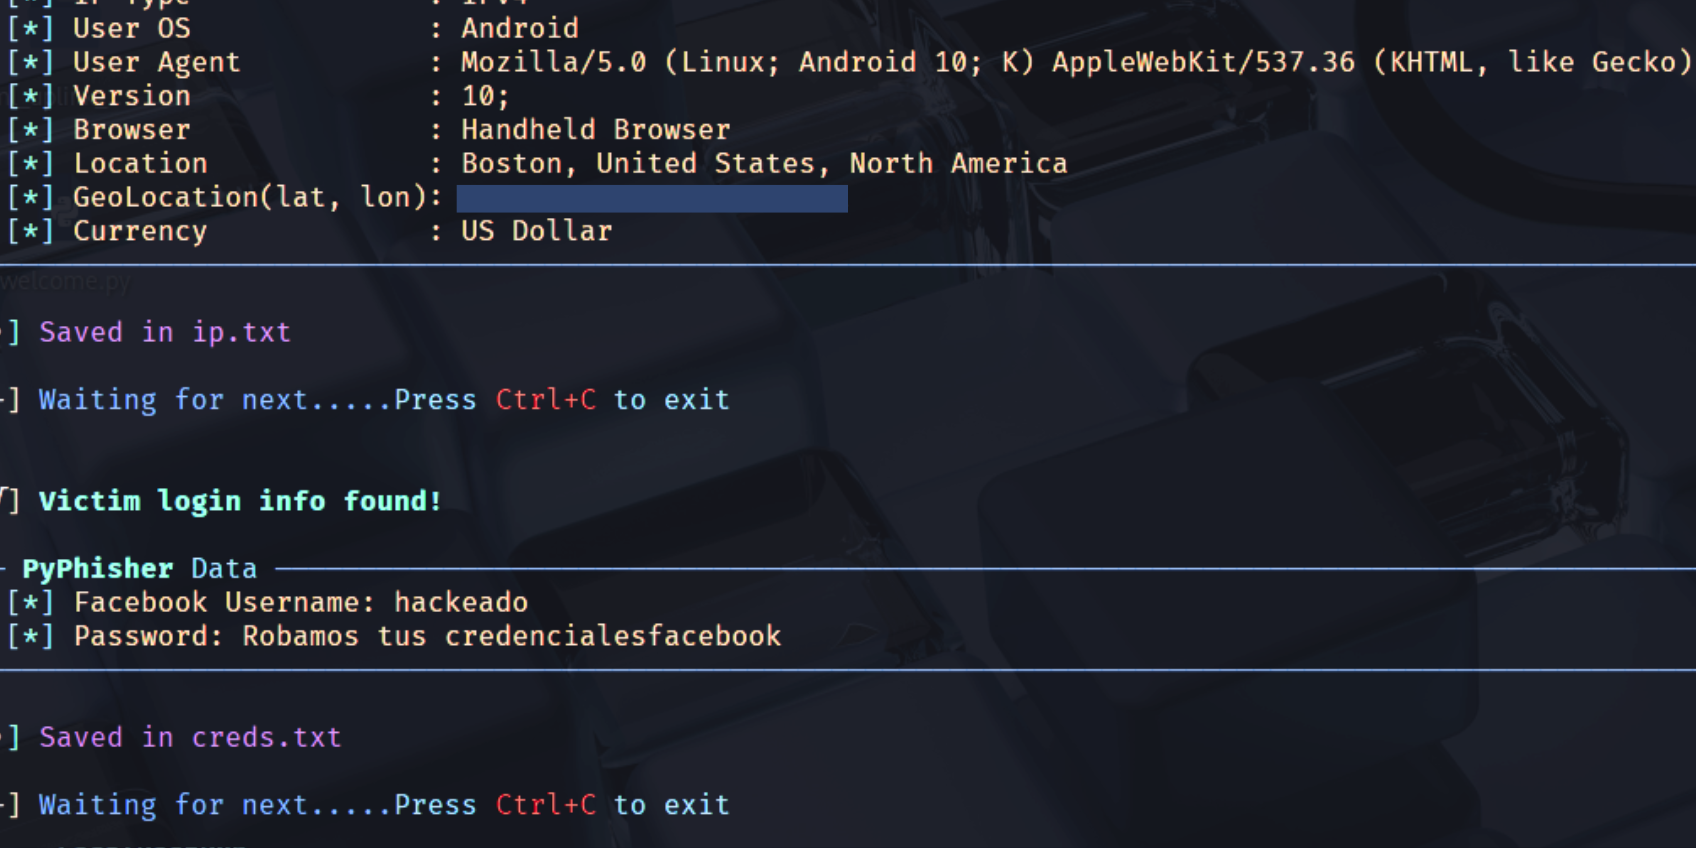 [*] User OS : Android
[*] User Agent : Mozilla/5.0 (Linux; Android 10; K) AppleWebKit/537.36 (KHTML, like Gecko)
[*] Version : 10;
[*] Browser : Handheld Browser
[*] Location : Boston, United States, North America
[*] GeoLocation(lat, lon):
[*] Currency : US Dollar
welcome.py
] Saved in ip.txt
] Waiting for next.....Press Ctrl+C to exit
] Victim login info found!
PyPhisher Data
[*] Facebook Username: hackeado
[*] Password: Robamos tus credencialesfacebook
] Saved in creds.txt
] Waiting for next.....Press Ctrl+C to exit